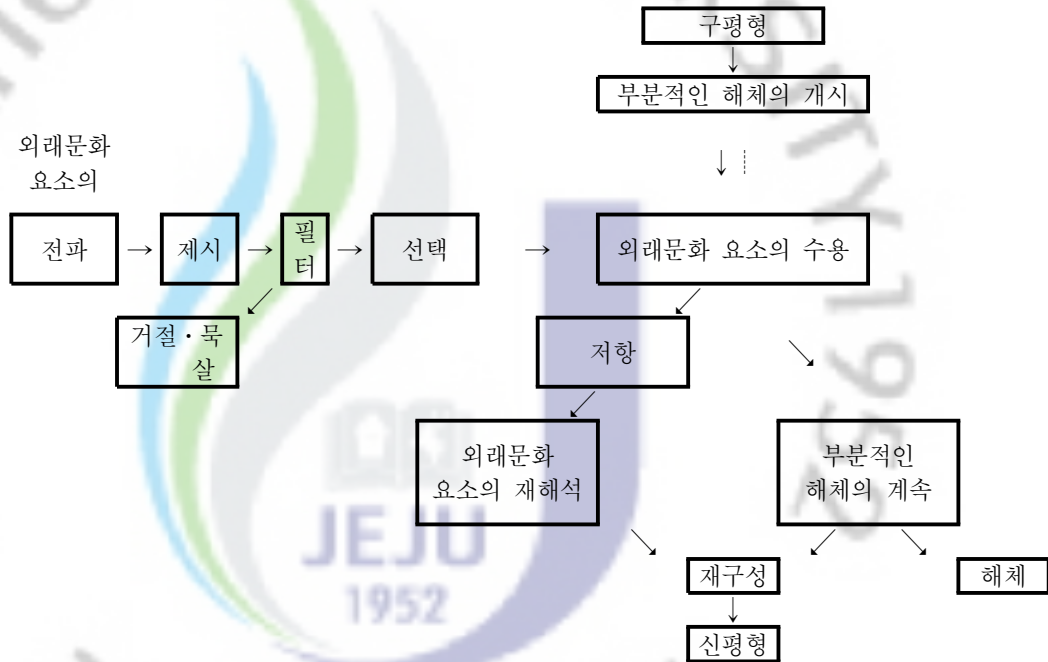 구평형
↓
부분적인 해체의 개시
↓
외래문화
요소의
전파 → 제시 → 필터 → 선택 → 외래문화 요소의 수용
↙ ↙
거절·묵
살
저항 ↘
↙
외래문화
요소의 재해석
부분적인
해체의 계속
↘ ↙ ↘
재구성 해체
↓
신평형
JEJU
1952
SITY 1952